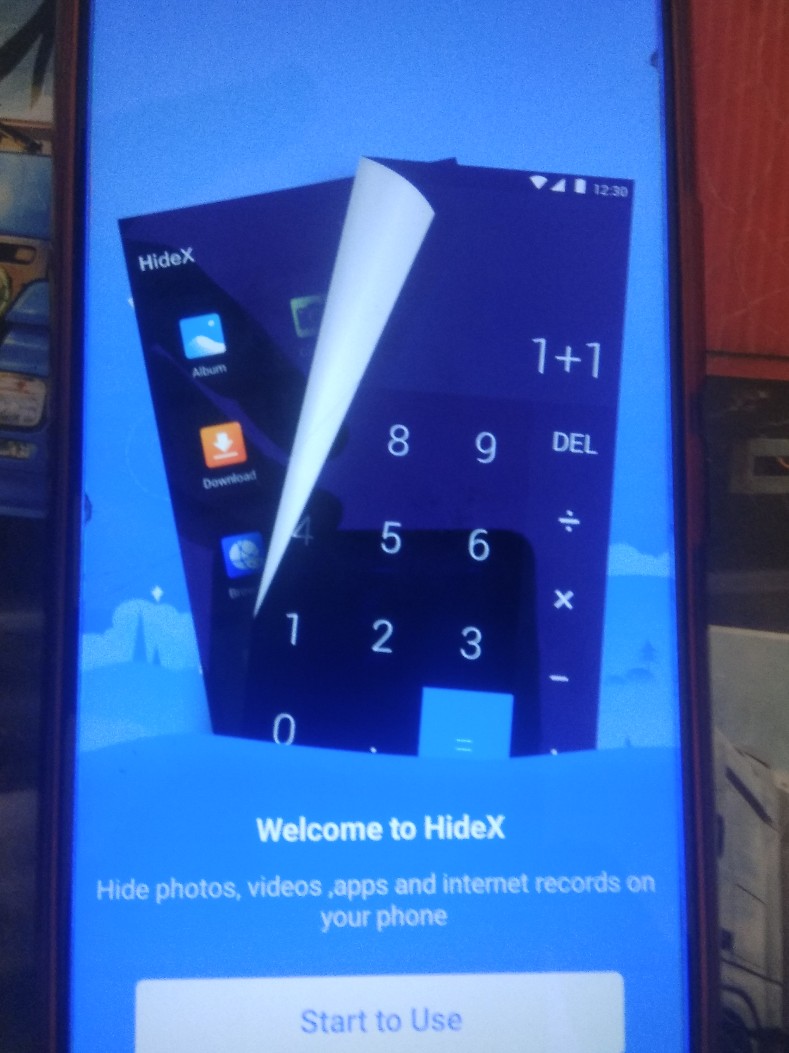 12:30
HideX
1+1
Album
8 9 DEL
Download
÷
4 5 6
×
1 2 3
−
0 . =
Welcome to HideX
Hide photos, videos ,apps and internet records on
your phone
Start to Use